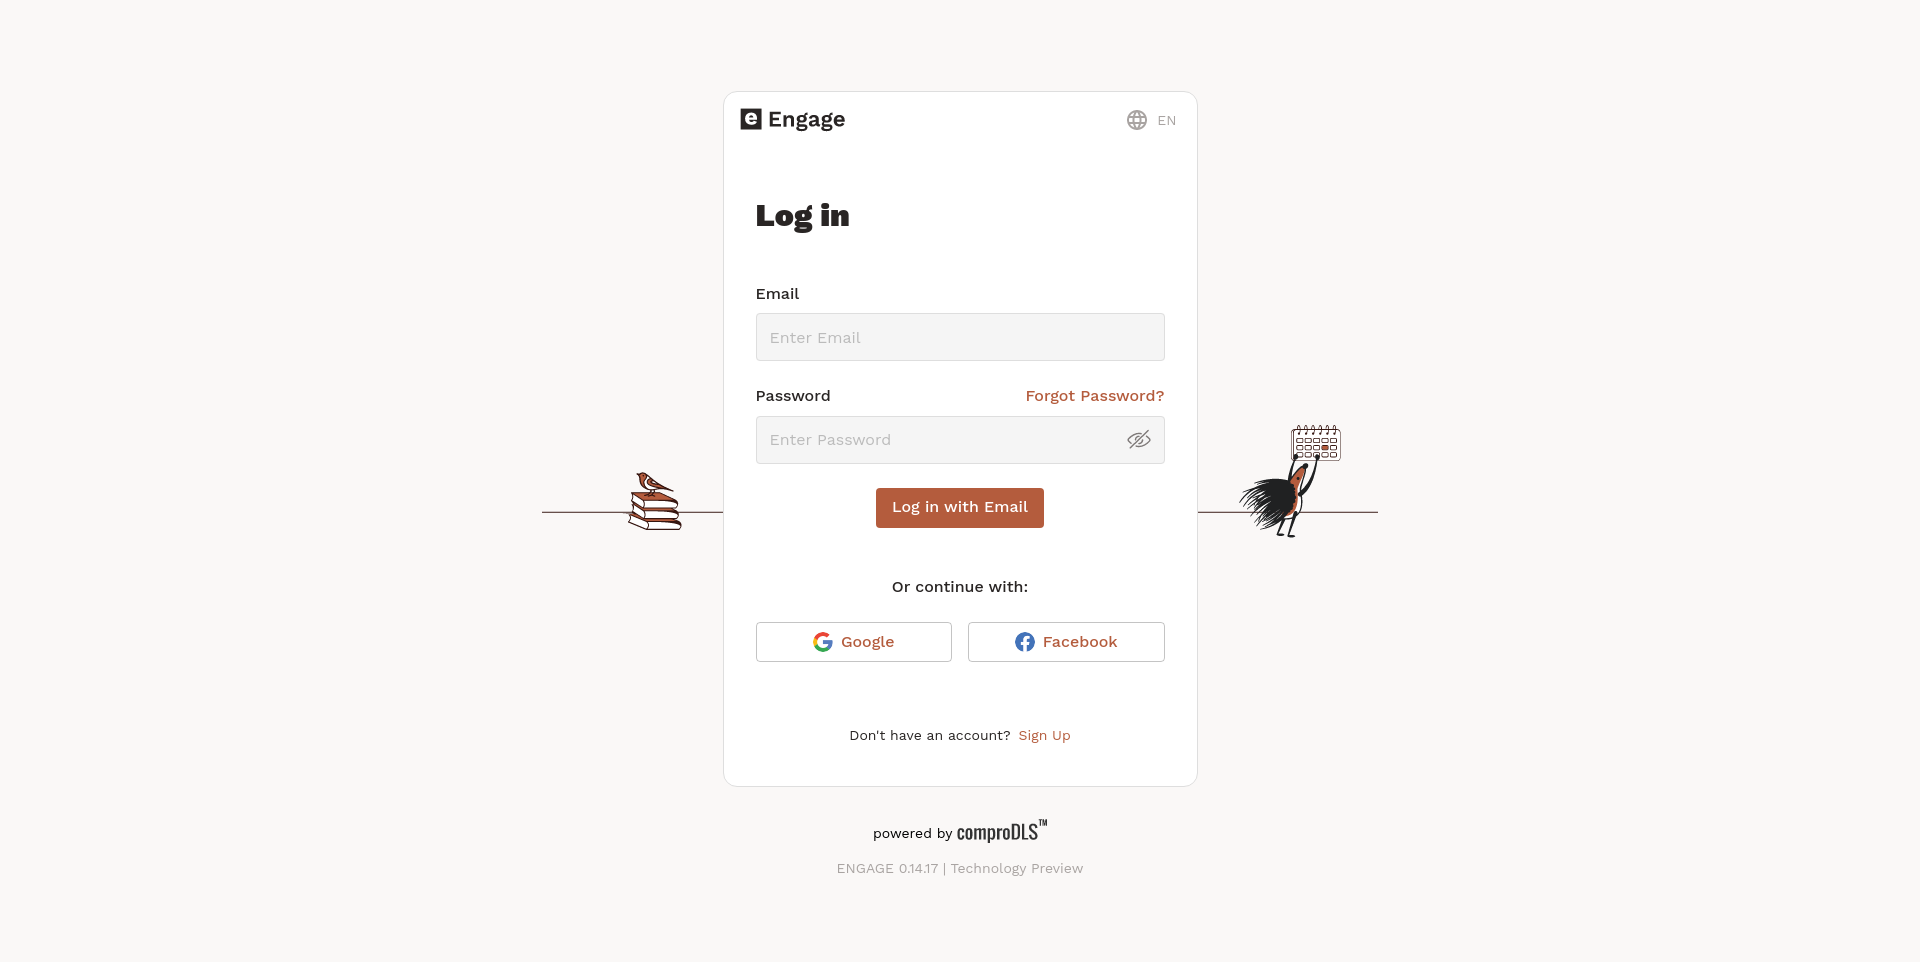 e Engage
EN
Log in
Email
Enter Email
Password Forgot Password?
Enter Password
Log in with Email
Or continue with:
Google Facebook
Don't have an account? Sign Up
powered by comproDLS™
ENGAGE 0.14.17 | Technology Preview